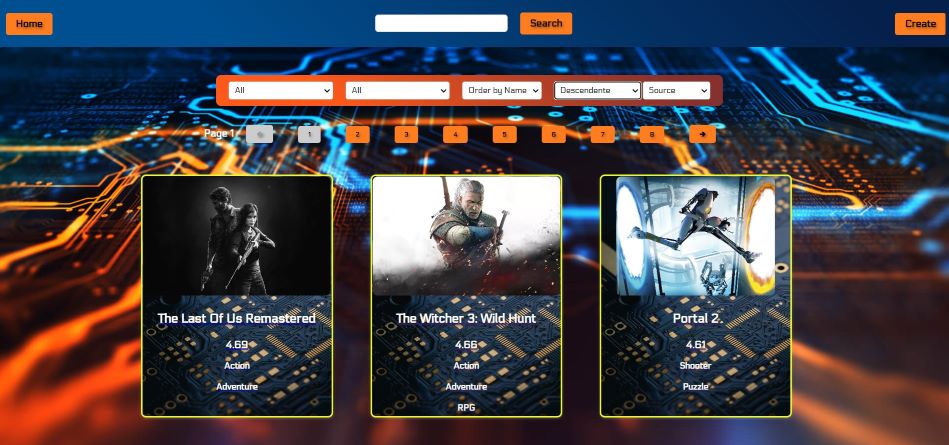 Home
Search
Create
All
All
Order by Name
Descendente
Source
Page 1
1
2
3
4
5
6
7
8
The Last Of Us Remastered
4.69
Action
Adventure
The Witcher 3: Wild Hunt
4.66
Action
Adventure
RPG
Portal 2
4.61
Shooter
Puzzle